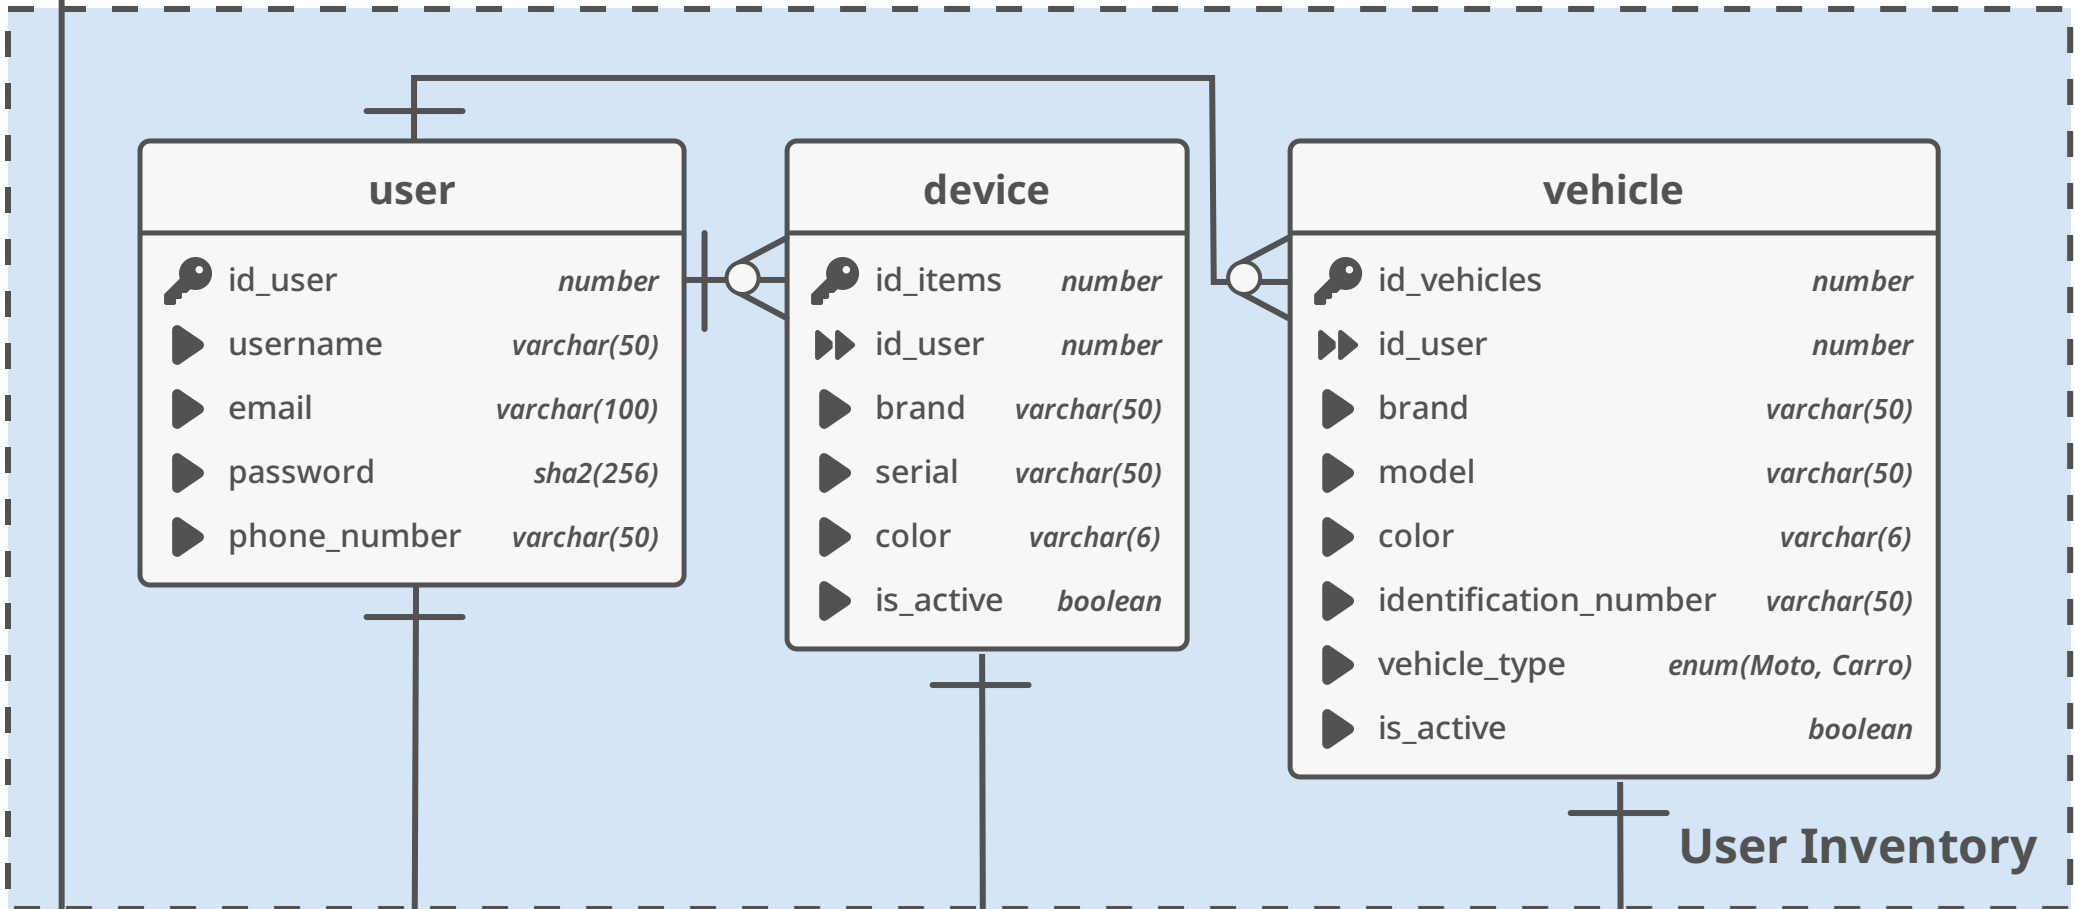 user
id_user number
username varchar(50)
email varchar(100)
password sha2(256)
phone_number varchar(50)
device
id_items number
id_user number
brand varchar(50)
serial varchar(50)
color varchar(6)
is_active boolean
vehicle
id_vehicles number
id_user number
brand varchar(50)
model varchar(50)
color varchar(6)
identification_number varchar(50)
vehicle_type enum(Moto, Carro)
is_active boolean
User Inventory